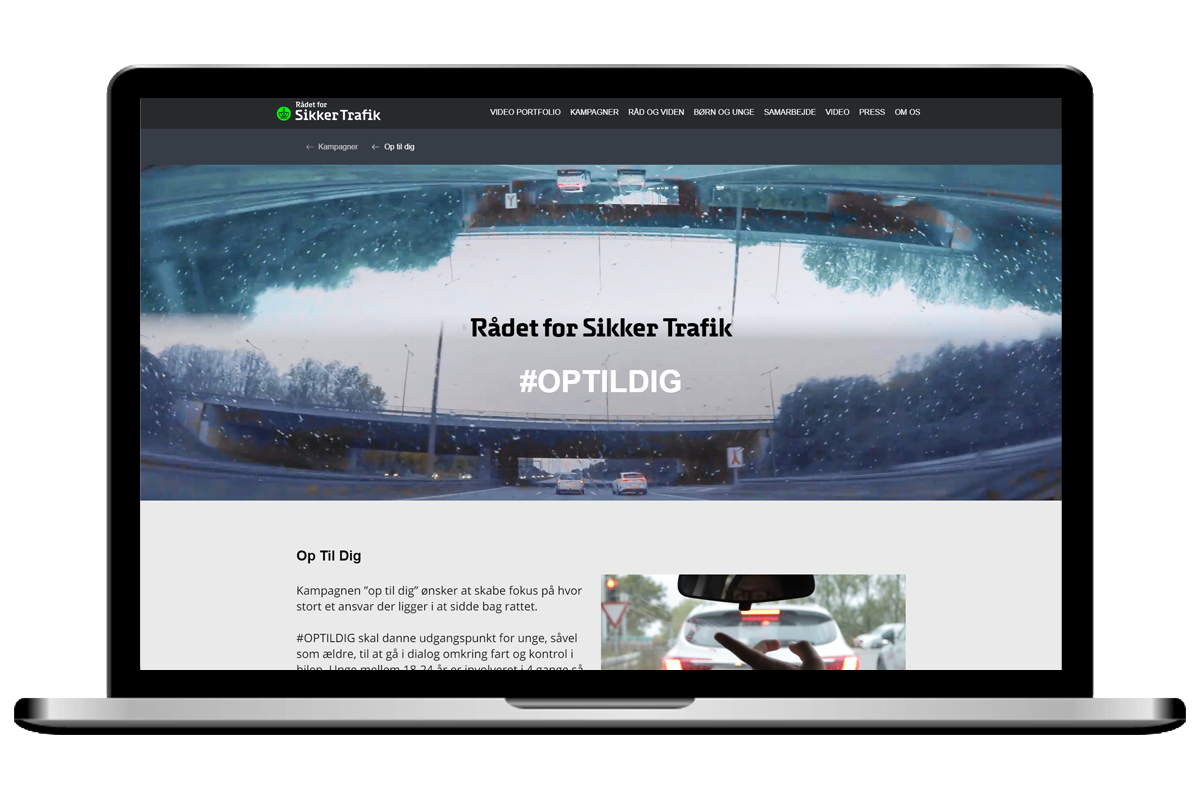 Rådet for
Sikker Trafik
VIDEO PORTFOLIO KAMPAGNER RÅD OG VIDEN BØRN OG UNGE SAMARBEJDE VIDEO PRESS OM OS
← Kampagner ← Op til dig
Rådet for Sikker Trafik
#OPTILDIG
Op Til Dig
Kampagnen ”op til dig” ønsker at skabe fokus på hvor
stort et ansvar der ligger i at sidde bag rattet.
#OPTILDIG skal danne udgangspunkt for unge, såvel
som ældre, til at gå i dialog omkring fart og kontrol i
bilen. Unge mellem 18-24 år er involveret i 4 gange så